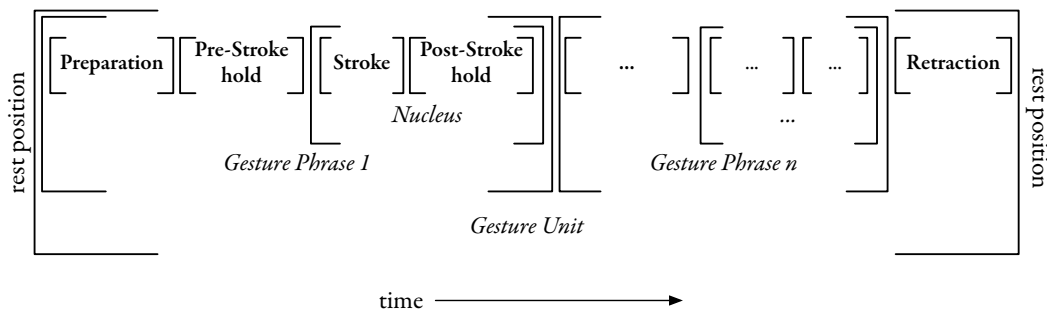 rest position
Preparation
Pre-Stroke
hold
Stroke
Post-Stroke
hold
Nucleus
Gesture Phrase 1
...
...
...
...
Gesture Phrase n
Retraction
rest position
Gesture Unit
time